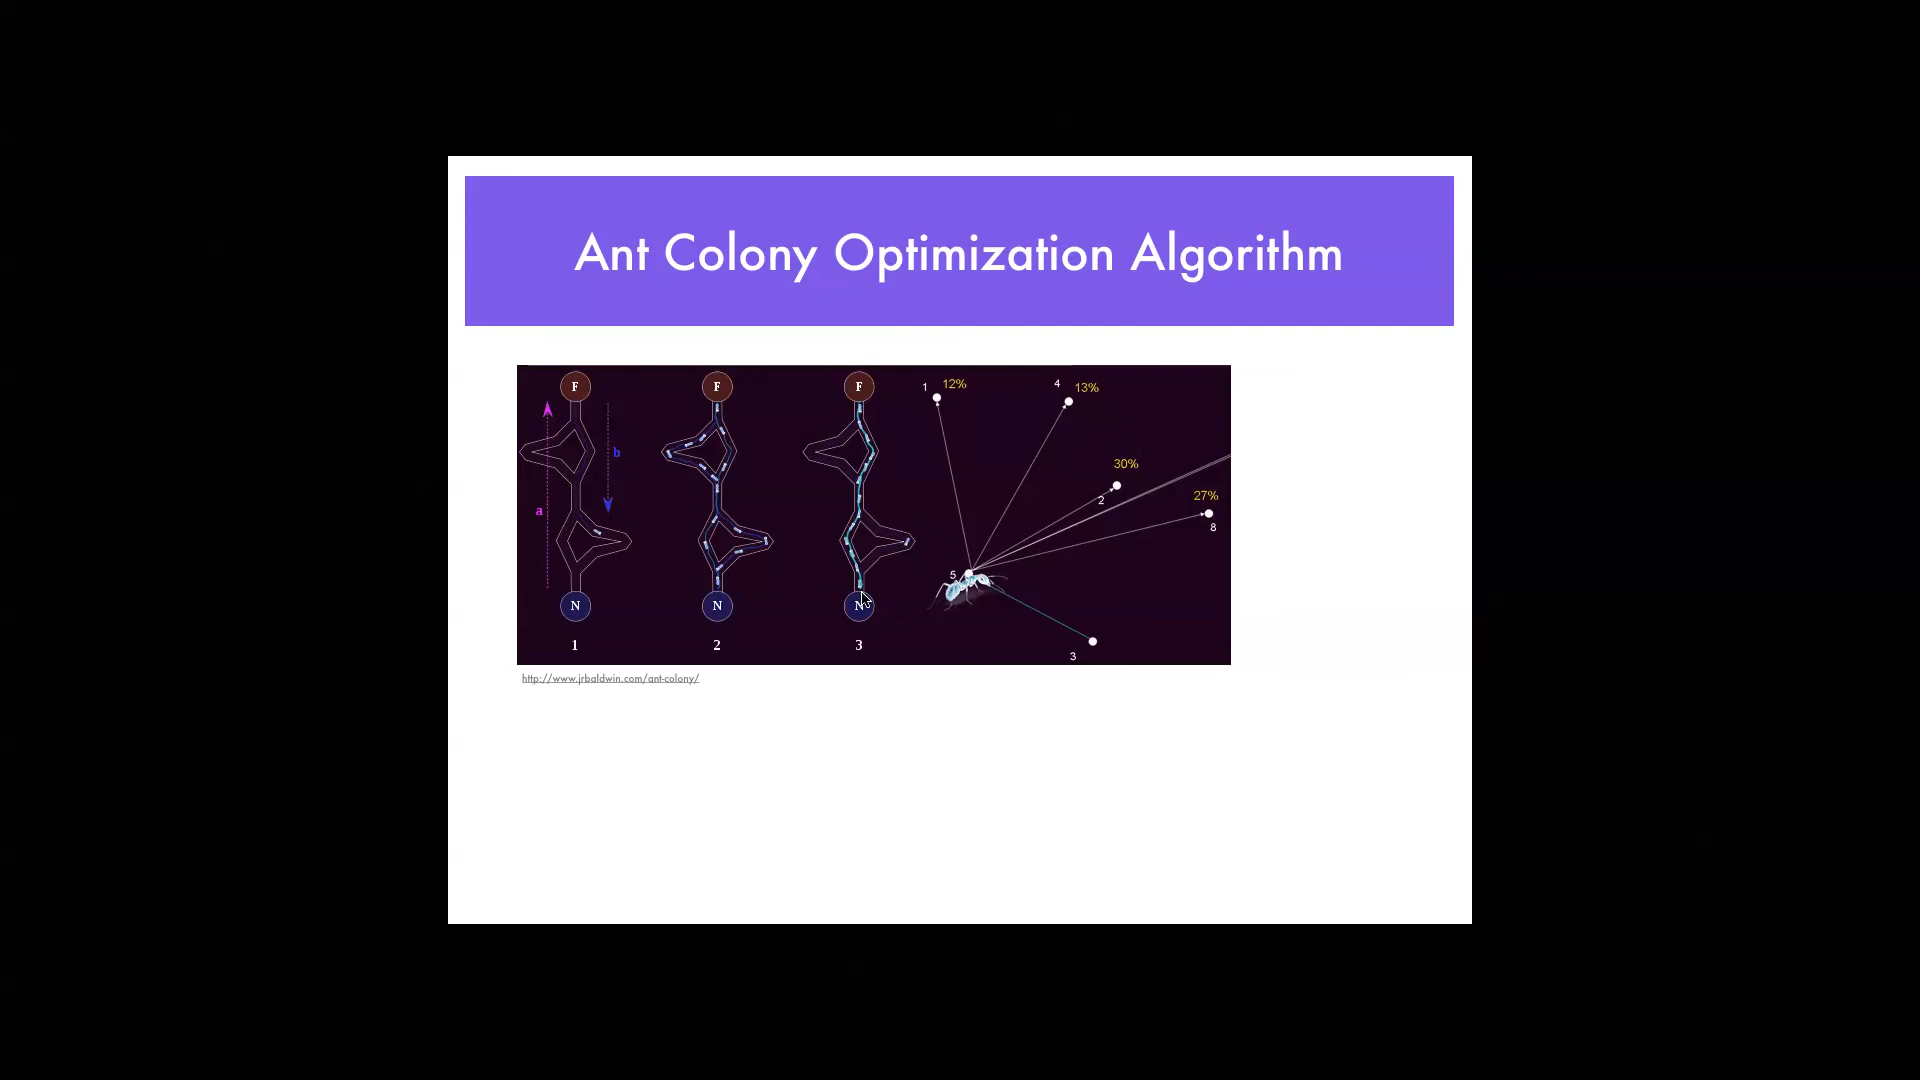 Ant Colony Optimization Algorithm
F
F
F
1 12%
4 13%
b
30%
2
27%
8
a
5
N
N
N
3
1
2
3
http://www.jrbaldwin.com/ant-colony/